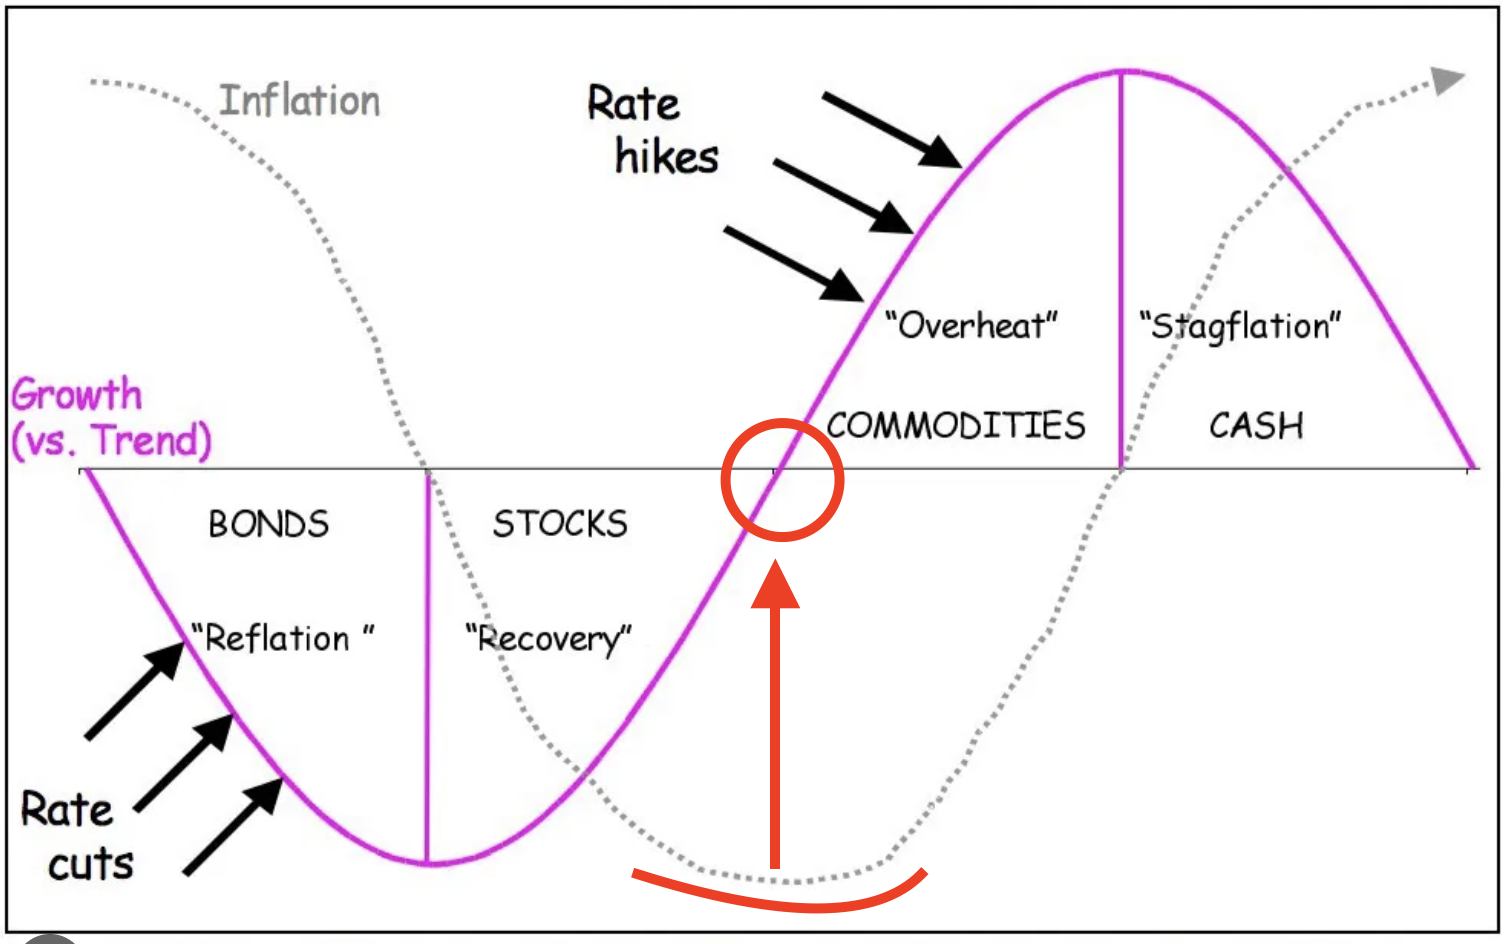 Inflation
Rate
hikes
"Overheat"
"Stagflation"
Growth
(vs. Trend)
COMMODITIES
CASH
BONDS
STOCKS
"Reflation "
"Recovery"
Rate
cuts